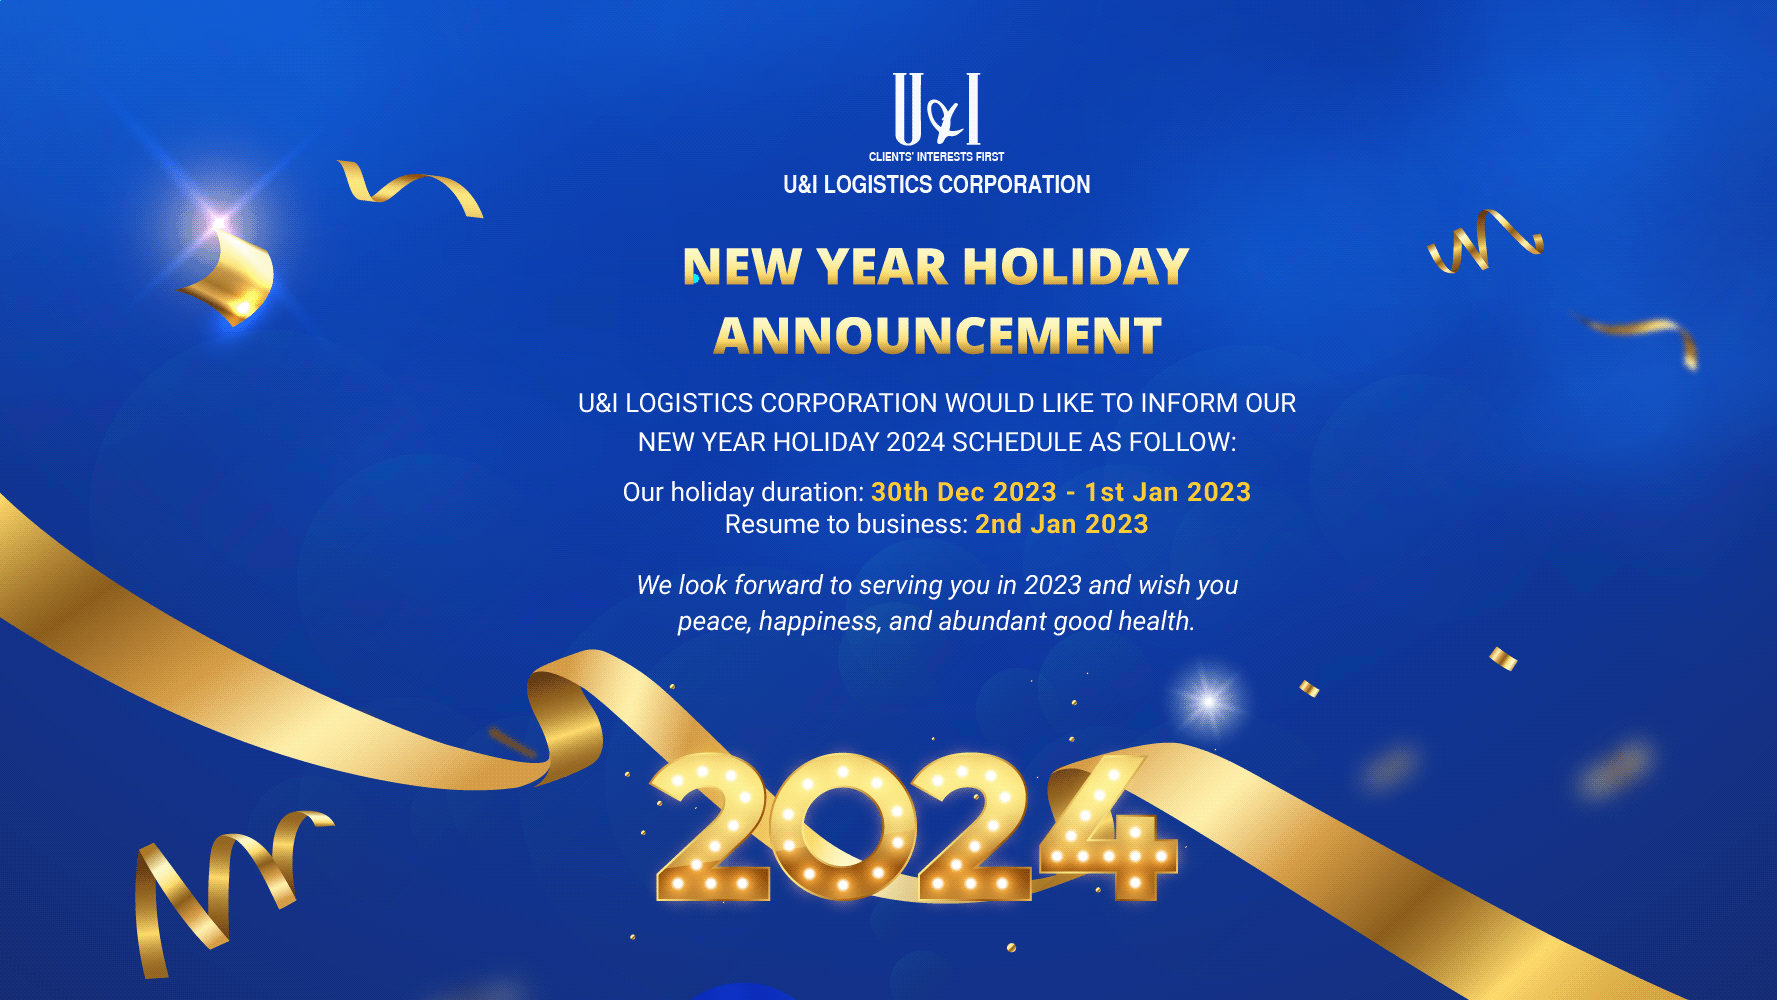 U&I
CLIENTS' INTERESTS FIRST
U&I LOGISTICS CORPORATION
NEW YEAR HOLIDAY
ANNOUNCEMENT
U&I LOGISTICS CORPORATION WOULD LIKE TO INFORM OUR
NEW YEAR HOLIDAY 2024 SCHEDULE AS FOLLOW:
Our holiday duration: 30th Dec 2023 - 1st Jan 2023
Resume to business: 2nd Jan 2023
We look forward to serving you in 2023 and wish you
peace, happiness, and abundant good health.
2024